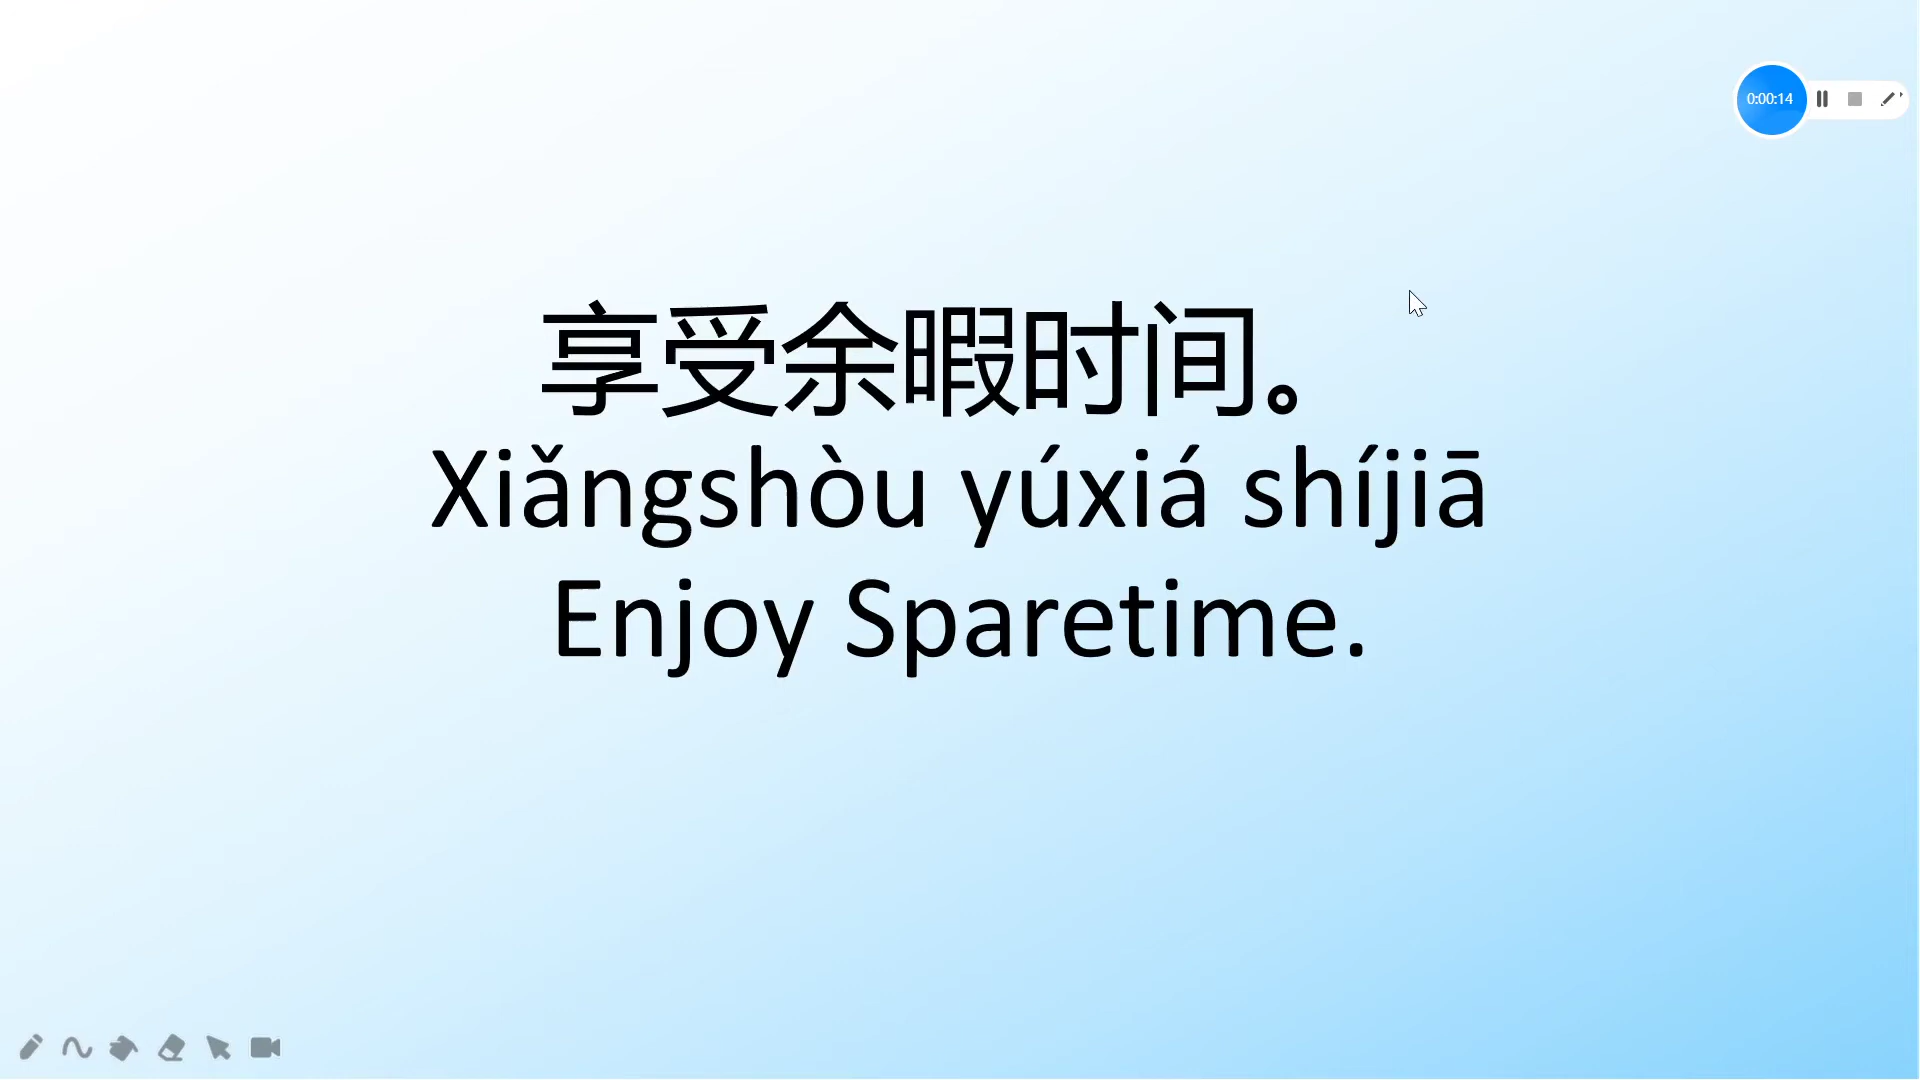 0:00:14
享受余暇时间。
Xiǎngshòu yúxiá shíjiā
Enjoy Sparetime.